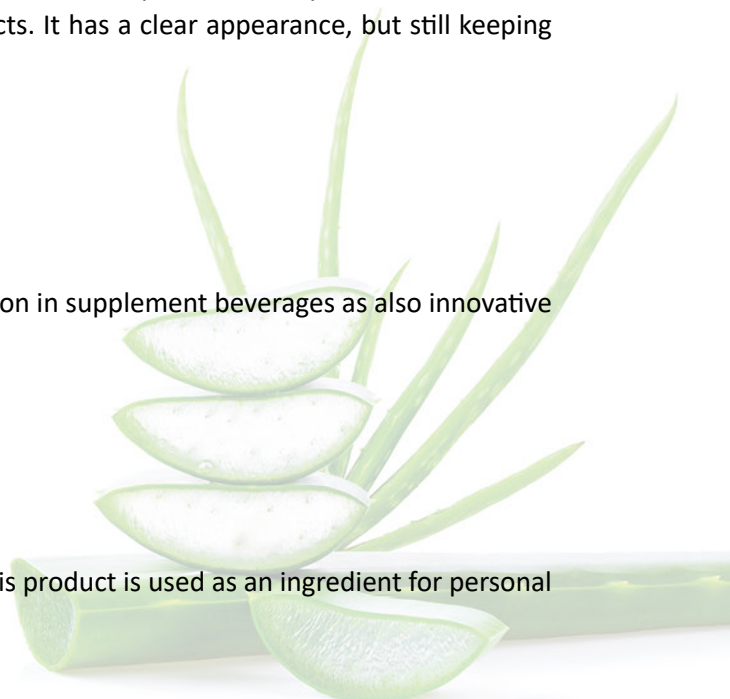 cts. It has a clear appearance, but still keeping
on in supplement beverages as also innovative
is product is used as an ingredient for personal